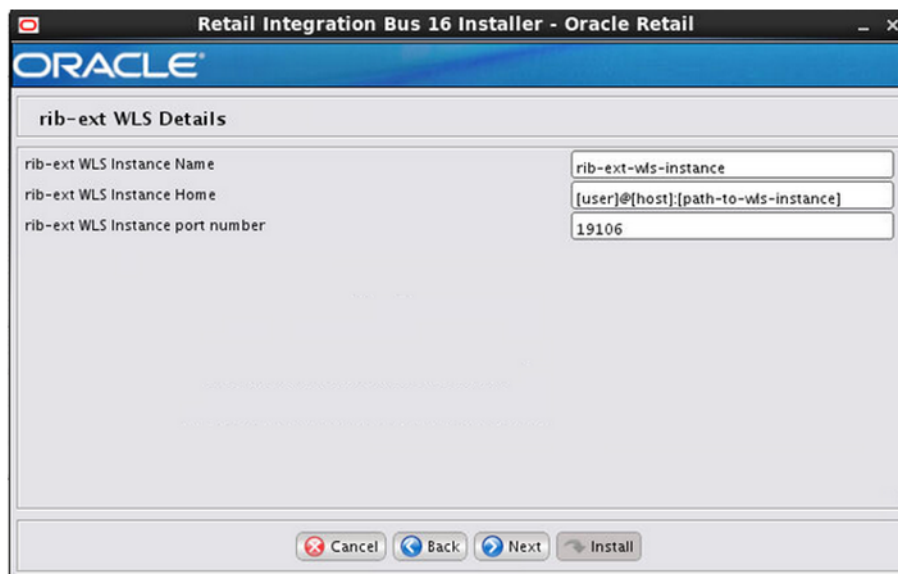 Retail Integration Bus 16 Installer - Oracle Retail
ORACLE®
rib-ext WLS Details
rib-ext WLS Instance Name rib-ext-wls-instance
rib-ext WLS Instance Home [user]@[host]:[path-to-wls-instance]
rib-ext WLS Instance port number 19106
Cancel Back Next Install